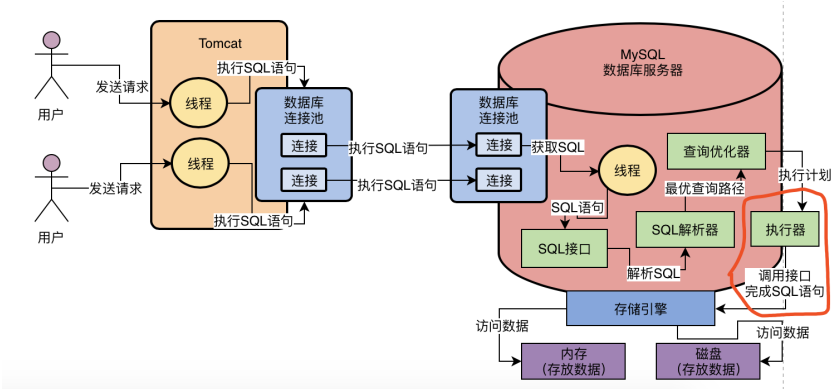 Tomcat
MySQL
数据库服务器
用户
发送请求
线程
执行SQL语句
数据库
连接池
连接
执行SQL语句
数据库
连接池
连接
获取SQL
线程
查询优化器
执行计划
用户
发送请求
线程
执行SQL语句
连接
执行SQL语句
连接
SQL语句
最优查询路径
SQL接口
解析SQL
SQL解析器
执行器
调用接口
完成SQL语句
存储引擎
访问数据
访问数据
内存
（存放数据）
磁盘
（存放数据）